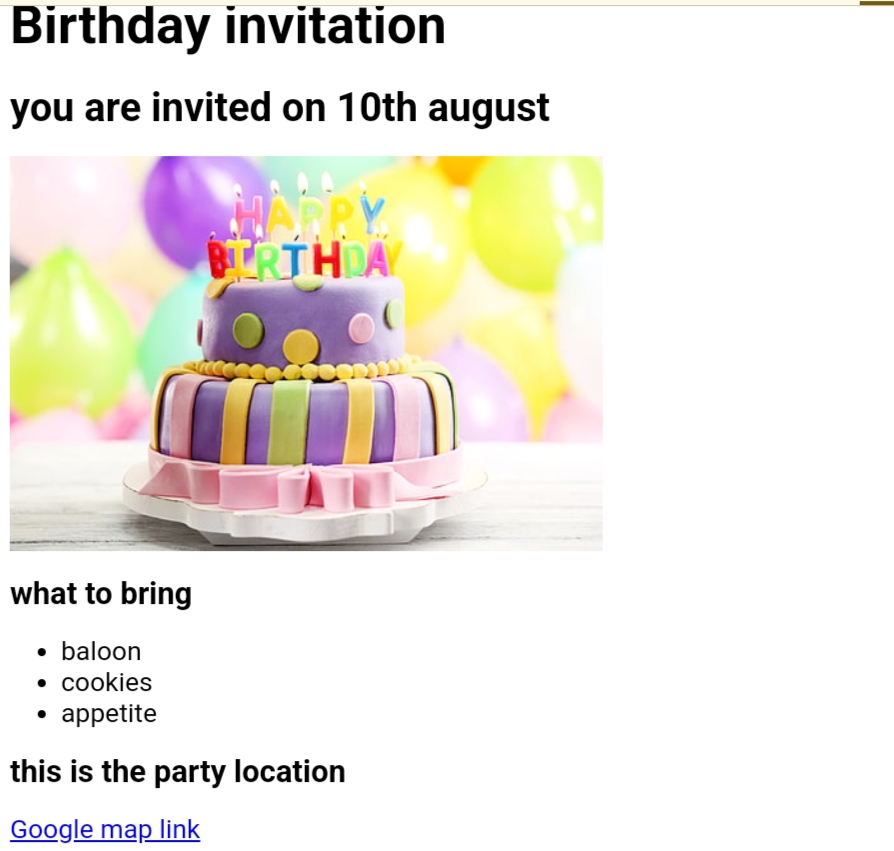 Birthday invitation
you are invited on 10th august
HAPPY
BIRTHDAY
what to bring
baloon
cookies
appetite
this is the party location
Google map link